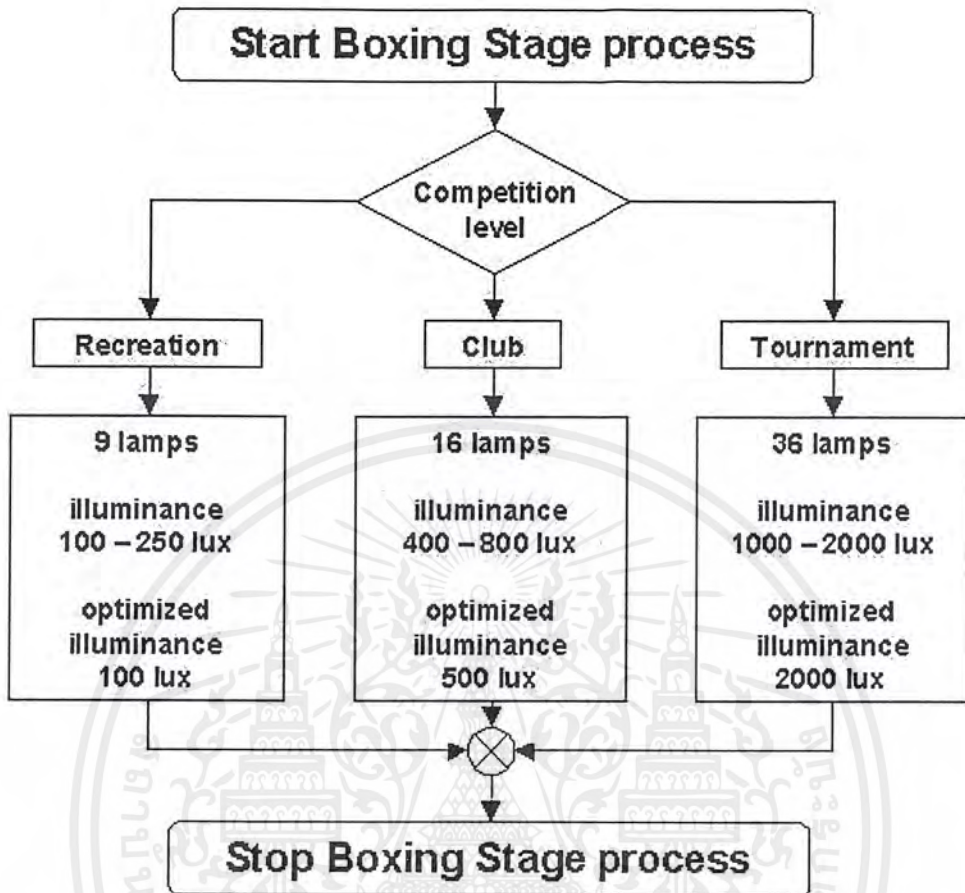 Start Boxing Stage process
Competition
level
Recreation
Club
Tournament
9 lamps
illuminance
100 – 250 lux
optimized
illuminance
100 lux
16 lamps
illuminance
400 – 800 lux
optimized
illuminance
500 lux
36 lamps
illuminance
1000 – 2000 lux
optimized
illuminance
2000 lux
Stop Boxing Stage process